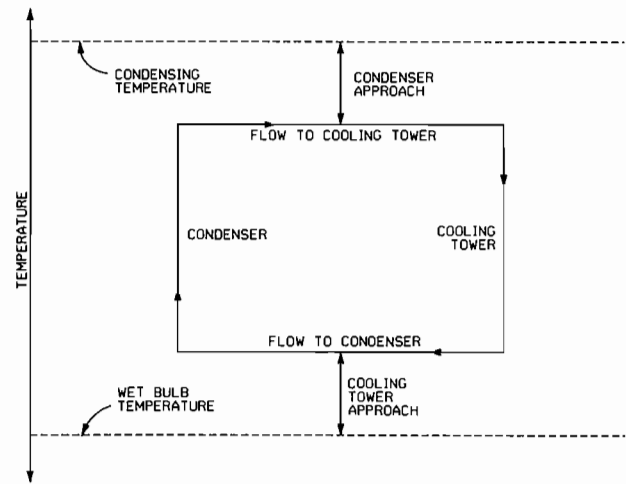 CONDENSING
TEMPERATURE
CONDENSER
APPROACH
FLOW TO COOLING TOWER
TEMPERATURE
CONDENSER
COOLING
TOWER
FLOW TO CONDENSER
WET BULB
TEMPERATURE
COOLING
TOWER
APPROACH